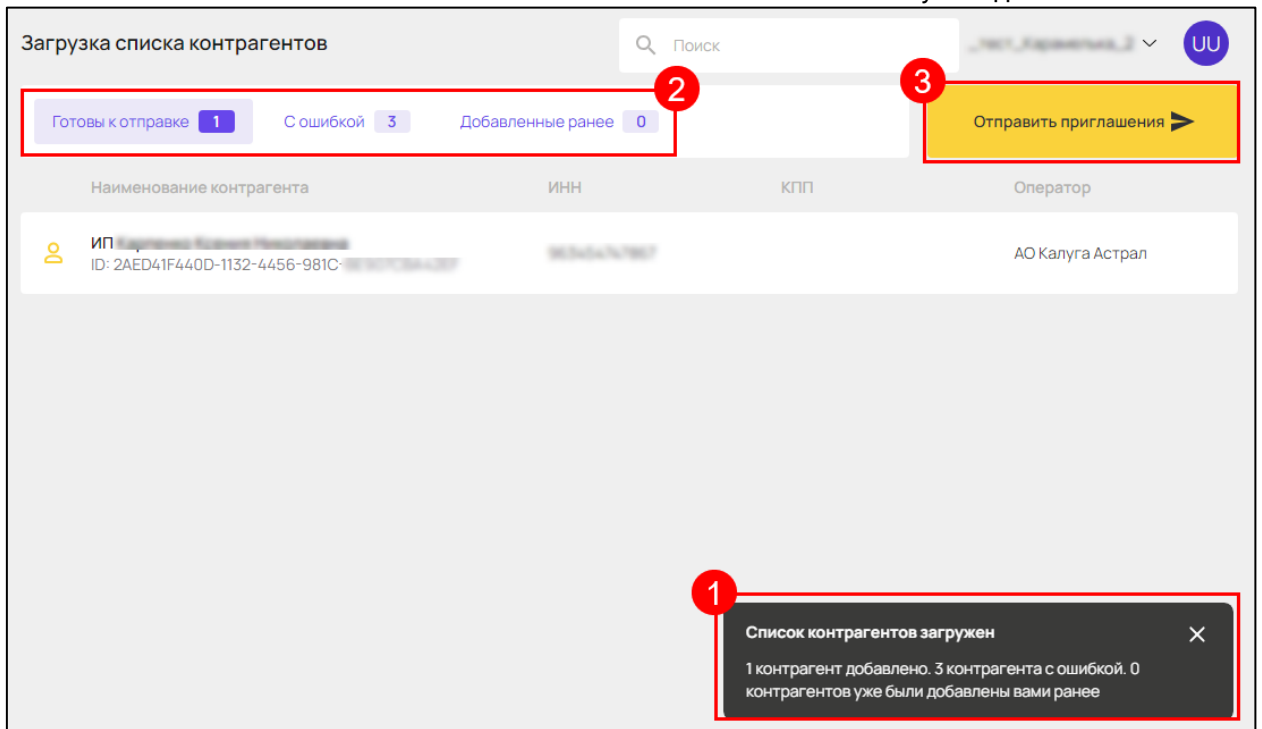 Загрузка списка контрагентов
Поиск
UU
2
3
Готовы к отправке 1 С ошибкой 3 Добавленные ранее 0
Отправить приглашения
Наименование контрагента ИНН КПП Оператор
ИП
ID: 2AED41F440D-1132-4456-981C-
АО Калуга Астрал
1
Список контрагентов загружен
1 контрагент добавлено. 3 контрагента с ошибкой. 0
контрагентов уже были добавлены вами ранее